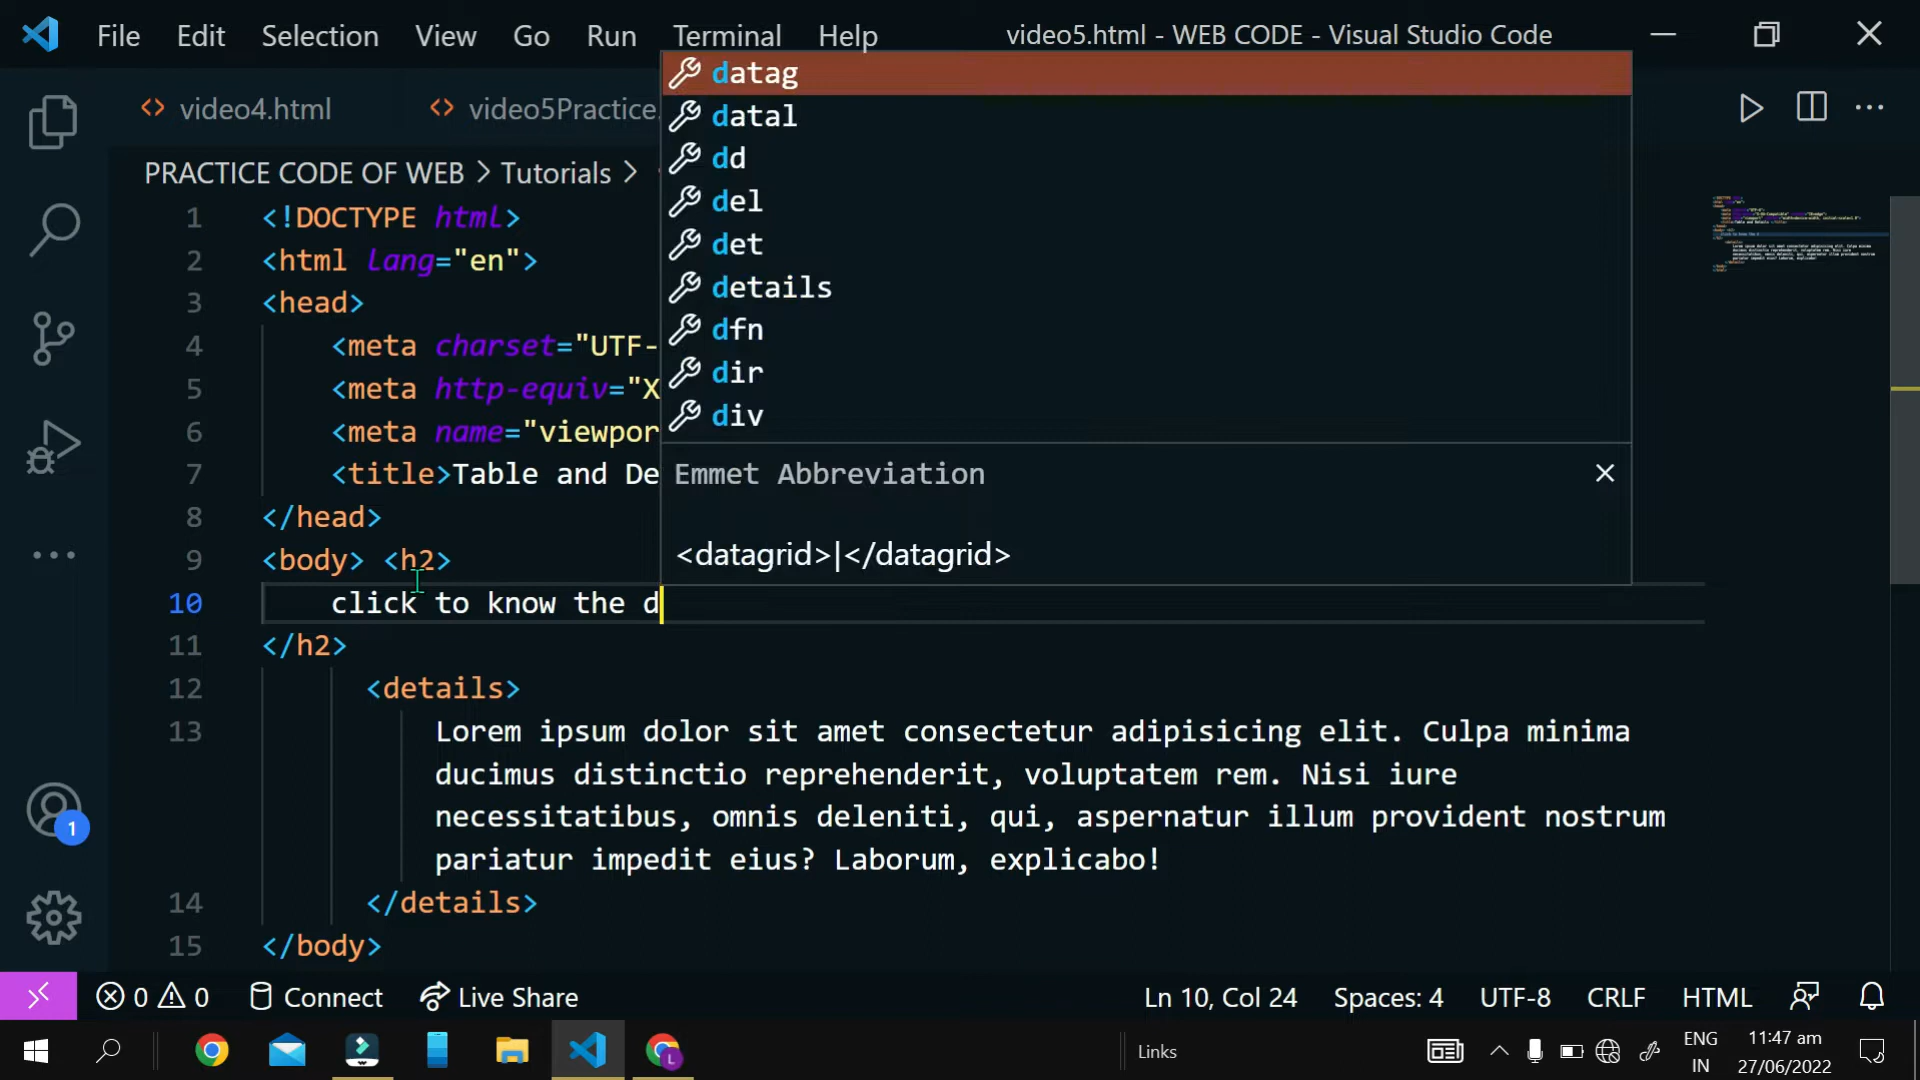 File Edit Selection View Go Run Terminal Help video5.html - WEB CODE - Visual Studio Code
video4.html video5Practice.
PRACTICE CODE OF WEB > Tutorials >
datag
datal
dd
del
det
details
dfn
dir
div
Emmet Abbreviation
<datagrid>|</datagrid>
1 <!DOCTYPE html>
2 <html lang="en">
3 <head>
4 <meta charset="UTF-
5 <meta http-equiv="X
6 <meta name="viewpor
7 <title>Table and De
8 </head>
9 <body> <h2>
10 click to know the d
11 </h2>
12 <details>
13 Lorem ipsum dolor sit amet consectetur adipisicing elit. Culpa minima
ducimus distinctio reprehenderit, voluptatem rem. Nisi iure
necessitatibus, omnis deleniti, qui, aspernatur illum provident nostrum
pariatur impedit eius? Laborum, explicabo!
14 </details>
15 </body>
1
0 0 Connect Live Share Ln 10, Col 24 Spaces: 4 UTF-8 CRLF HTML
Links ENG IN 11:47 am 27/06/2022
L